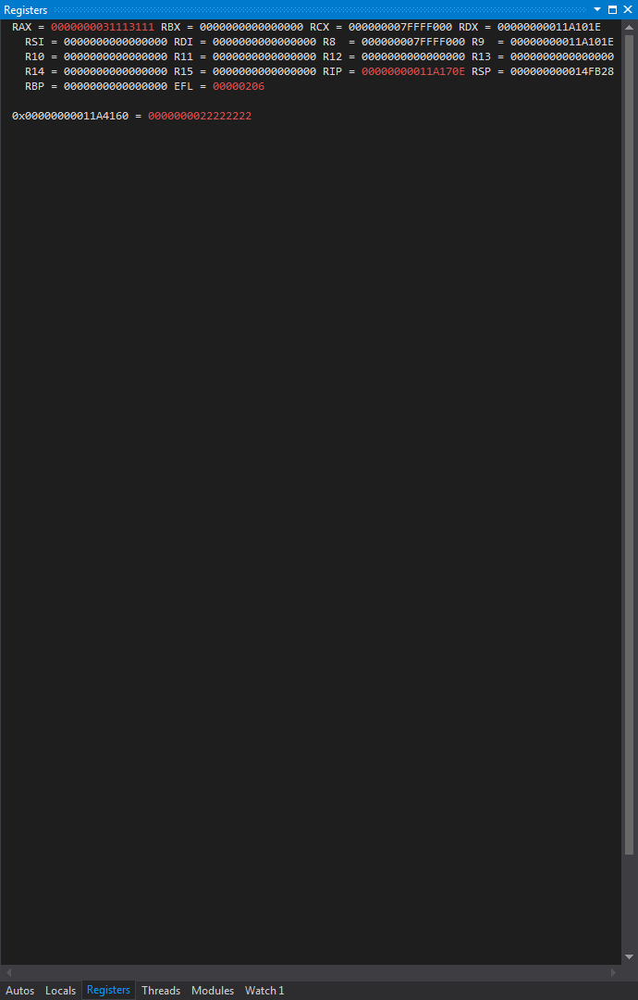 Registers
RAX = 0000000031113111 RBX = 0000000000000000 RCX = 000000007FFFF000 RDX = 00000000011A101E
RSI = 0000000000000000 RDI = 0000000000000000 R8  = 000000007FFFF000 R9  = 00000000011A101E
R10 = 0000000000000000 R11 = 0000000000000000 R12 = 0000000000000000 R13 = 0000000000000000
R14 = 0000000000000000 R15 = 0000000000000000 RIP = 00000000011A170E RSP = 000000000014FB28
RBP = 0000000000000000 EFL = 00000206
0x00000000011A4160 = 0000000022222222
Autos Locals Registers Threads Modules Watch 1